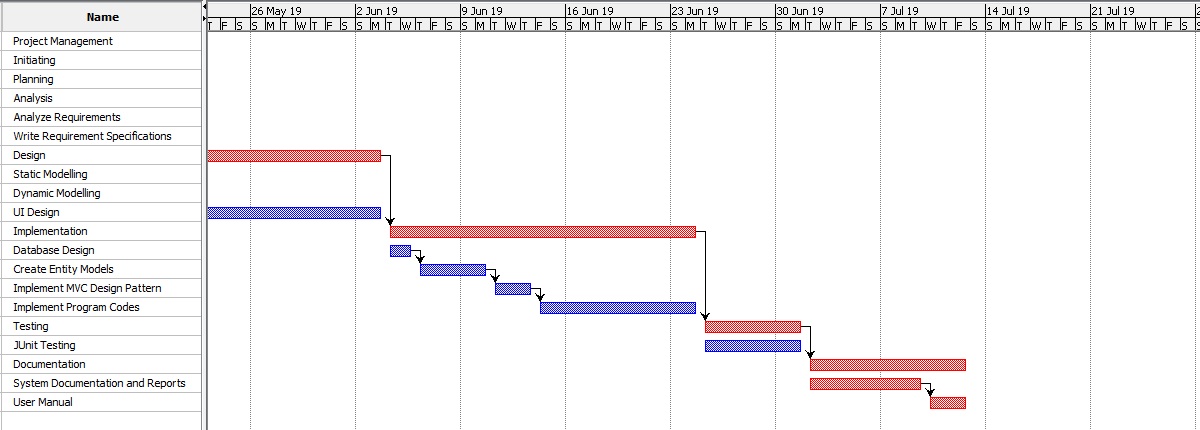 Name
26 May 19 2 Jun 19 9 Jun 19 16 Jun 19 23 Jun 19 30 Jun 19 7 Jul 19 14 Jul 19 21 Jul 19
T F S S M T W T F S S M T W T F S S M T W T F S S M T W T F S S M T W T F S S M T W T F S S M T W T F S S M T W T F S S M T W T F S S
Project Management
Initiating
Planning
Analysis
Analyze Requirements
Write Requirement Specifications
Design
Static Modelling
Dynamic Modelling
UI Design
Implementation
Database Design
Create Entity Models
Implement MVC Design Pattern
Implement Program Codes
Testing
JUnit Testing
Documentation
System Documentation and Reports
User Manual